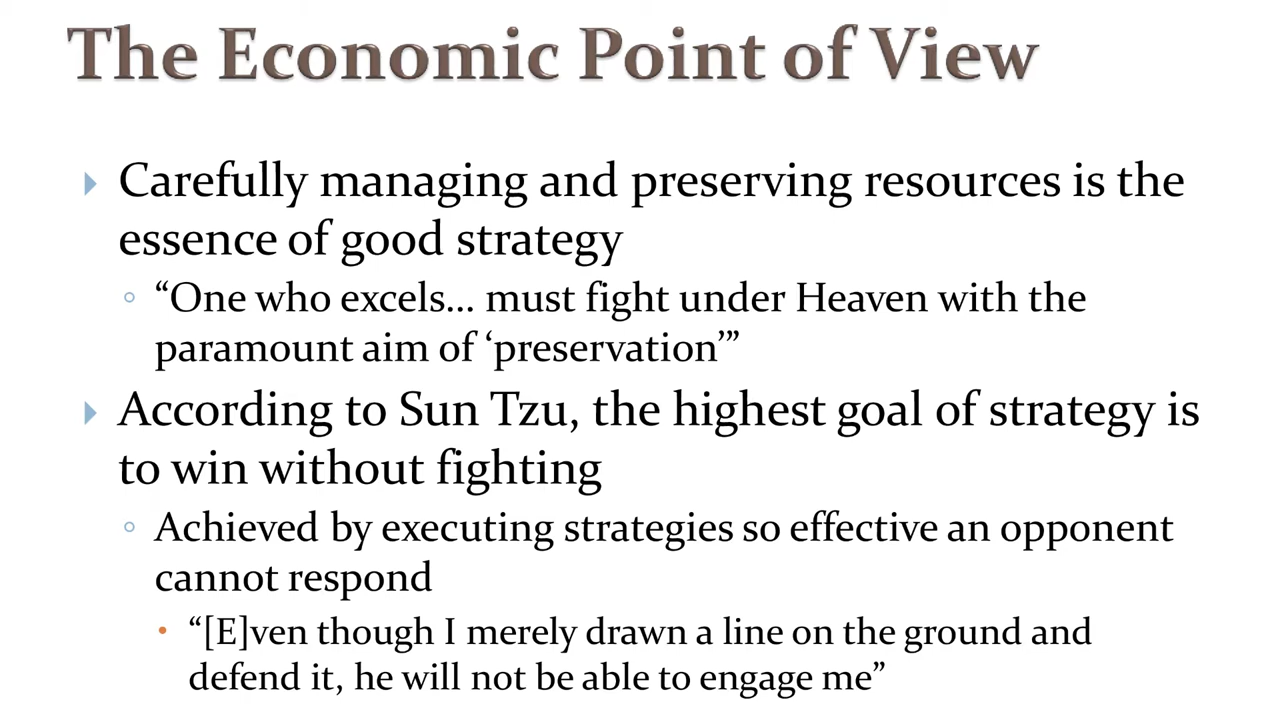 The Economic Point of View
Carefully managing and preserving resources is the
essence of good strategy
“One who excels... must fight under Heaven with the
paramount aim of ‘preservation’”
According to Sun Tzu, the highest goal of strategy is
to win without fighting
Achieved by executing strategies so effective an opponent
cannot respond
“[E]ven though I merely drawn a line on the ground and
defend it, he will not be able to engage me”